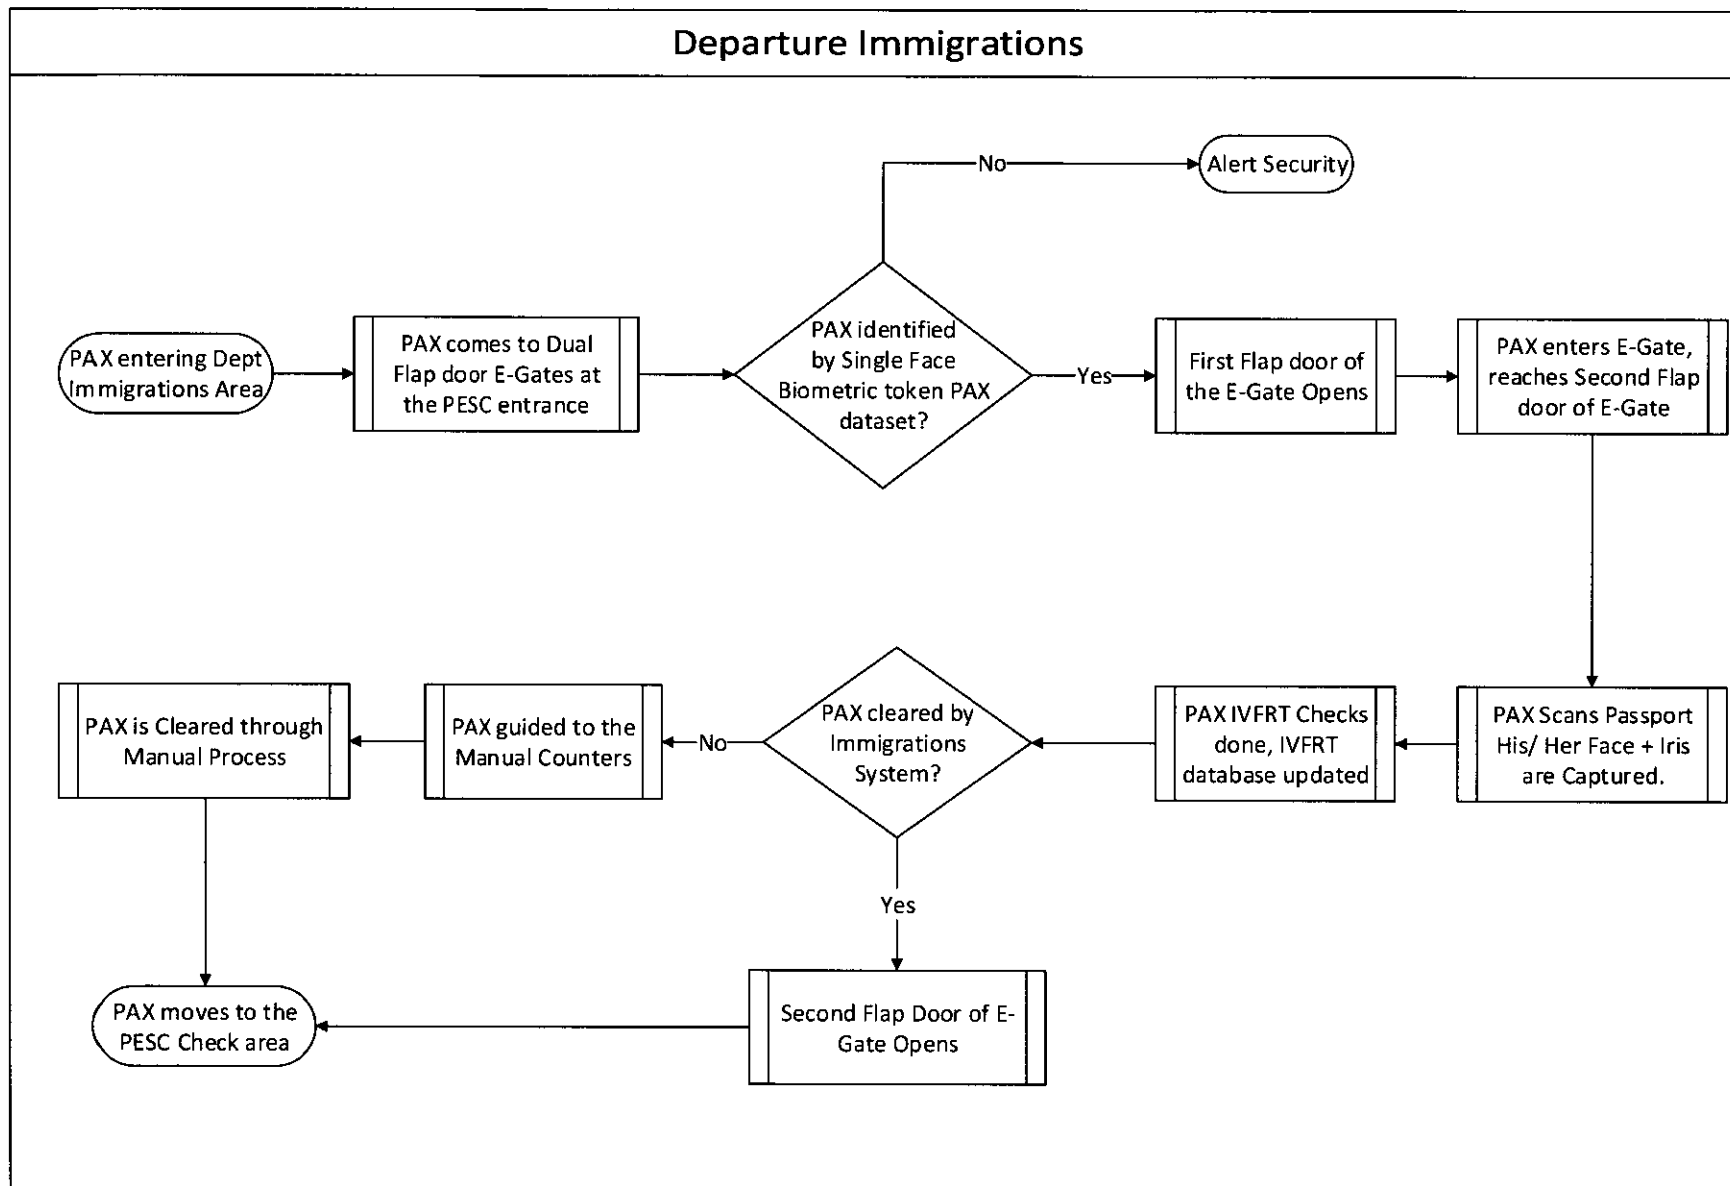 Departure Immigrations
No
Alert Security
PAX entering Dept
Immigrations Area
PAX comes to Dual
Flap door E-Gates at
the PESC entrance
PAX identified
by Single Face
Biometric token PAX
dataset?
Yes
First Flap door of
the E-Gate Opens
PAX enters E-Gate,
reaches Second Flap
door of E-Gate
PAX Scans Passport
His/ Her Face + Iris
are Captured.
PAX IVFRT Checks
done, IVFRT
database updated
PAX cleared by
Immigrations
System?
No
PAX guided to the
Manual Counters
PAX is Cleared through
Manual Process
Yes
Second Flap Door of E-
Gate Opens
PAX moves to the
PESC Check area